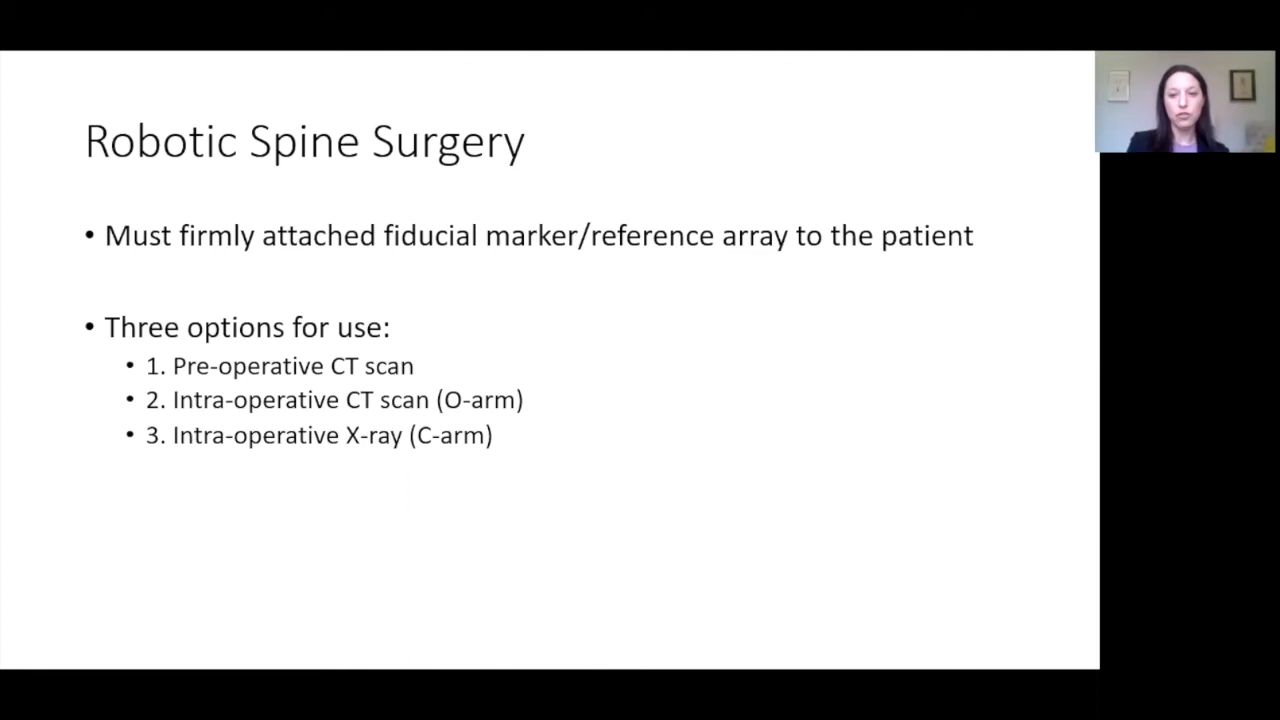 Robotic Spine Surgery
• Must firmly attached fiducial marker/reference array to the patient
• Three options for use:
• 1. Pre-operative CT scan
• 2. Intra-operative CT scan (O-arm)
• 3. Intra-operative X-ray (C-arm)